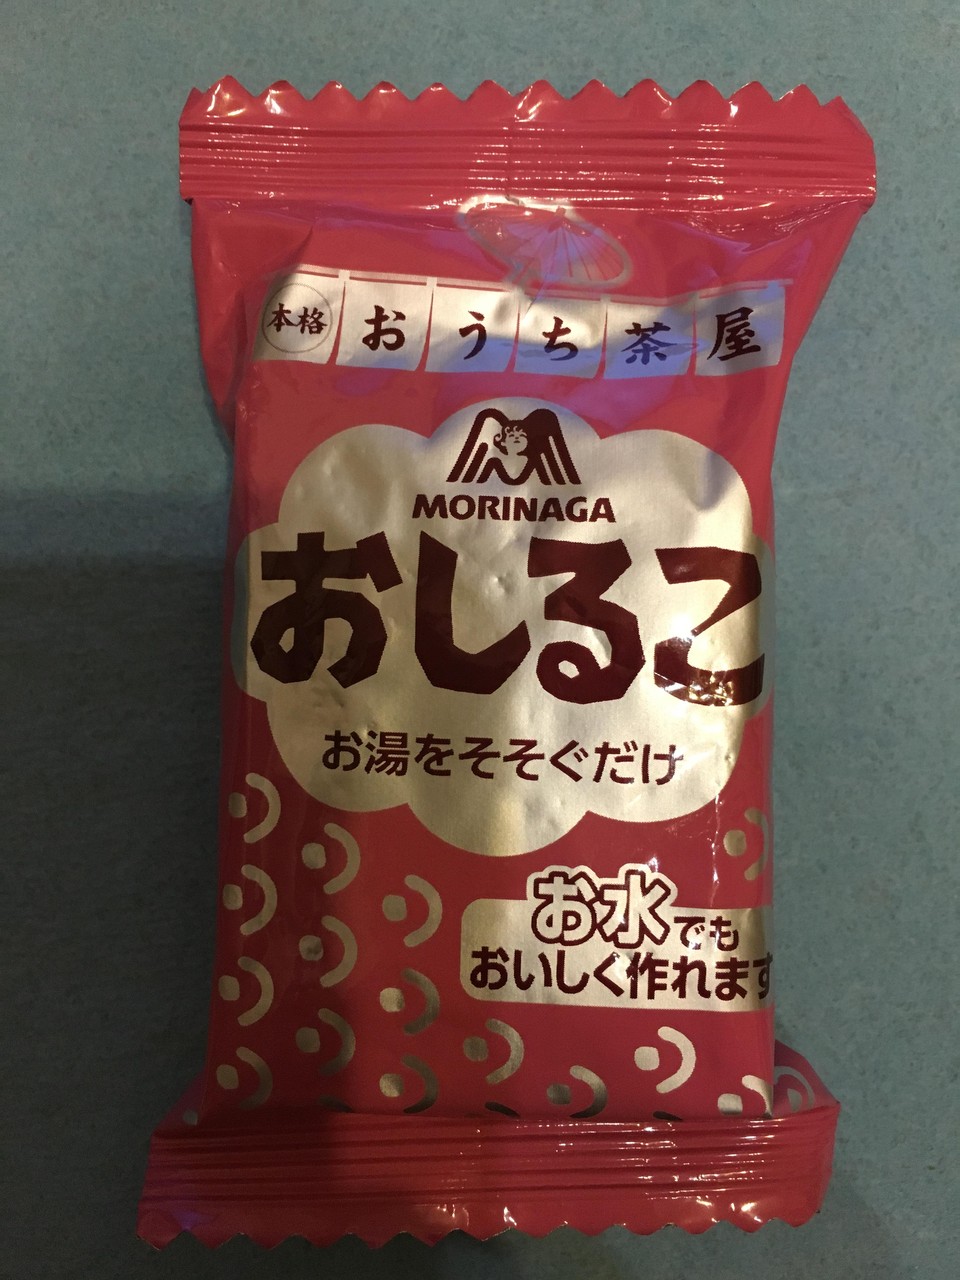 本格 おうち茶屋
MORINAGA
おしるこ
お湯をそそぐだけ
お水でも
おいしく作れます